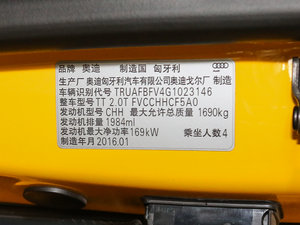 品牌 奥迪 制造国 匈牙利
生产厂 奥迪匈牙利汽车有限公司奥迪戈尔厂 制造
车辆识别代号 TRUAFBFV4G1023146
整车型号 TT 2.0T FVCCHHCF5A0
发动机型号 CHH 最大允许总质量 1690kg
发动机排量 1984ml
发动机最大净功率 169kW 乘坐人数 4
制造年月 2016.01